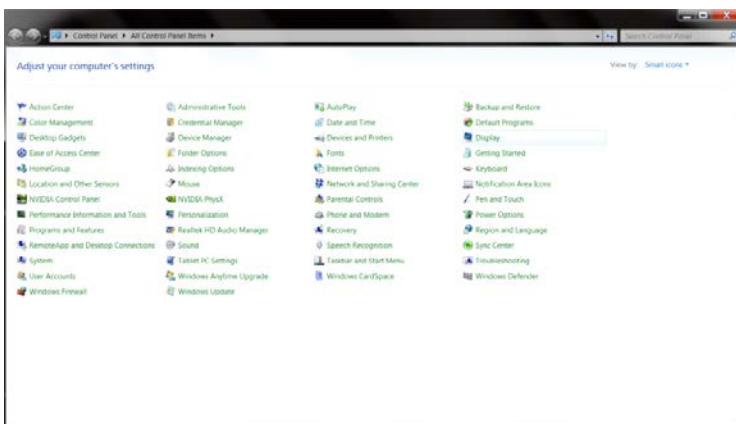 Control Panel ▸ All Control Panel Items ▸
Search Control Panel
Adjust your computer's settings
View by: Small icons
Action Center
Administrative Tools
AutoPlay
Backup and Restore
Color Management
Credential Manager
Date and Time
Default Programs
Desktop Gadgets
Device Manager
Devices and Printers
Display
Ease of Access Center
Folder Options
Fonts
Getting Started
HomeGroup
Indexing Options
Internet Options
Keyboard
Location and Other Sensors
Mouse
Network and Sharing Center
Notification Area Icons
NVIDIA Control Panel
NVIDIA PhysX
Parental Controls
Pen and Touch
Performance Information and Tools
Personalization
Phone and Modem
Power Options
Programs and Features
Realtek HD Audio Manager
Recovery
Region and Language
RemoteApp and Desktop Connections
Sound
Speech Recognition
Sync Center
System
Tablet PC Settings
Taskbar and Start Menu
Troubleshooting
User Accounts
Windows Anytime Upgrade
Windows CardSpace
Windows Defender
Windows Firewall
Windows Update